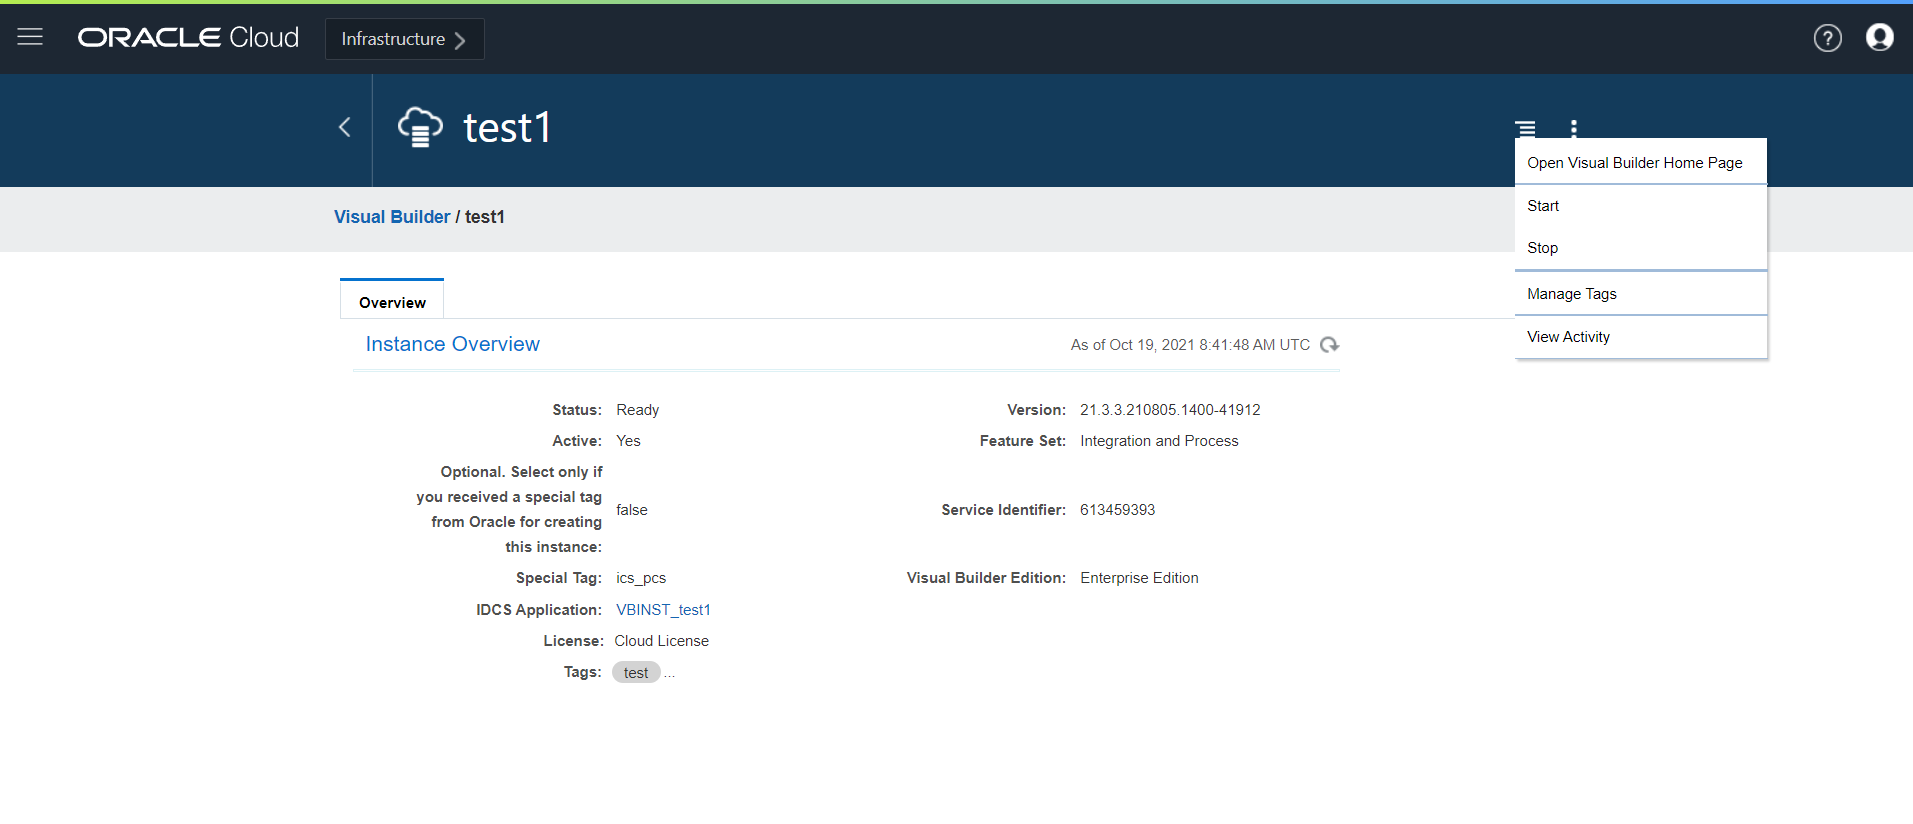 ORACLE Cloud
Infrastructure
?
test1
Open Visual Builder Home Page
Start
Stop
Manage Tags
View Activity
Visual Builder / test1
Overview
Instance Overview
As of Oct 19, 2021 8:41:48 AM UTC
Status: Ready
Version: 21.3.3.210805.1400-41912
Active: Yes
Feature Set: Integration and Process
Optional. Select only if
you received a special tag
from Oracle for creating
this instance:
false
Service Identifier: 613459393
Special Tag: ics_pcs
Visual Builder Edition: Enterprise Edition
IDCS Application: VBINST_test1
License: Cloud License
Tags: test ...